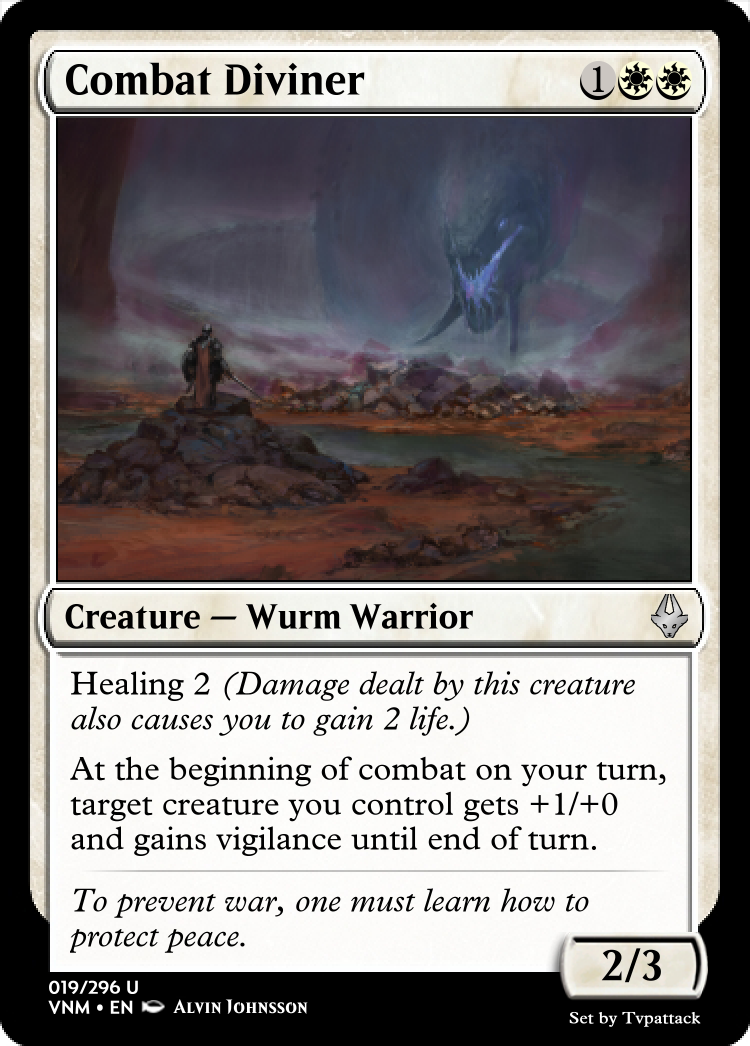 Combat Diviner 1
Creature — Wurm Warrior
Healing 2 (Damage dealt by this creature
also causes you to gain 2 life.)
At the beginning of combat on your turn,
target creature you control gets +1/+0
and gains vigilance until end of turn.
To prevent war, one must learn how to
protect peace.
2/3
019/296 U
VNM • EN Alvin Johnsson
Set by Tvpattack